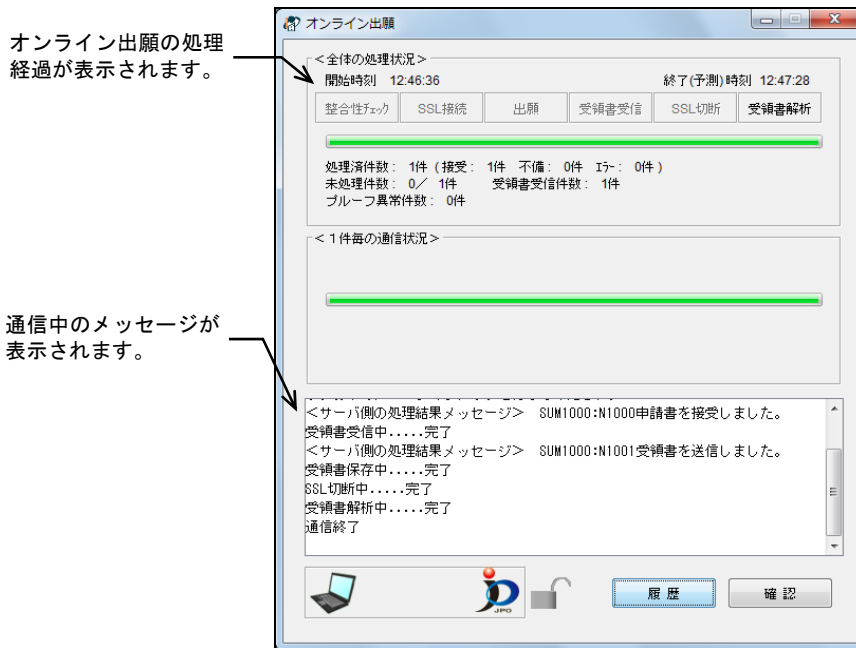 オンライン出願
オンライン出願の処理
経過が表示されます。
<全体の処理状況>
開始時刻 12:46:36 終了(予測)時刻 12:47:28
整合性ﾁｪｯｸ SSL接続 出願 受領書受信 SSL切断 受領書解析
処理済件数: 1件 (接受: 1件 不備: 0件 ｴﾗｰ: 0件)
未処理件数: 0／ 1件 受領書受信件数: 1件
プルーフ異常件数: 0件
<１件毎の通信状況>
通信中のメッセージが
表示されます。
<サーバ側の処理結果メッセージ> SUM1000:N1000申請書を接受しました。
受領書受信中.....完了
<サーバ側の処理結果メッセージ> SUM1000:N1001受領書を送信しました。
受領書保存中.....完了
SSL切断中.....完了
受領書解析中.....完了
通信終了
JPO
履歴 確認